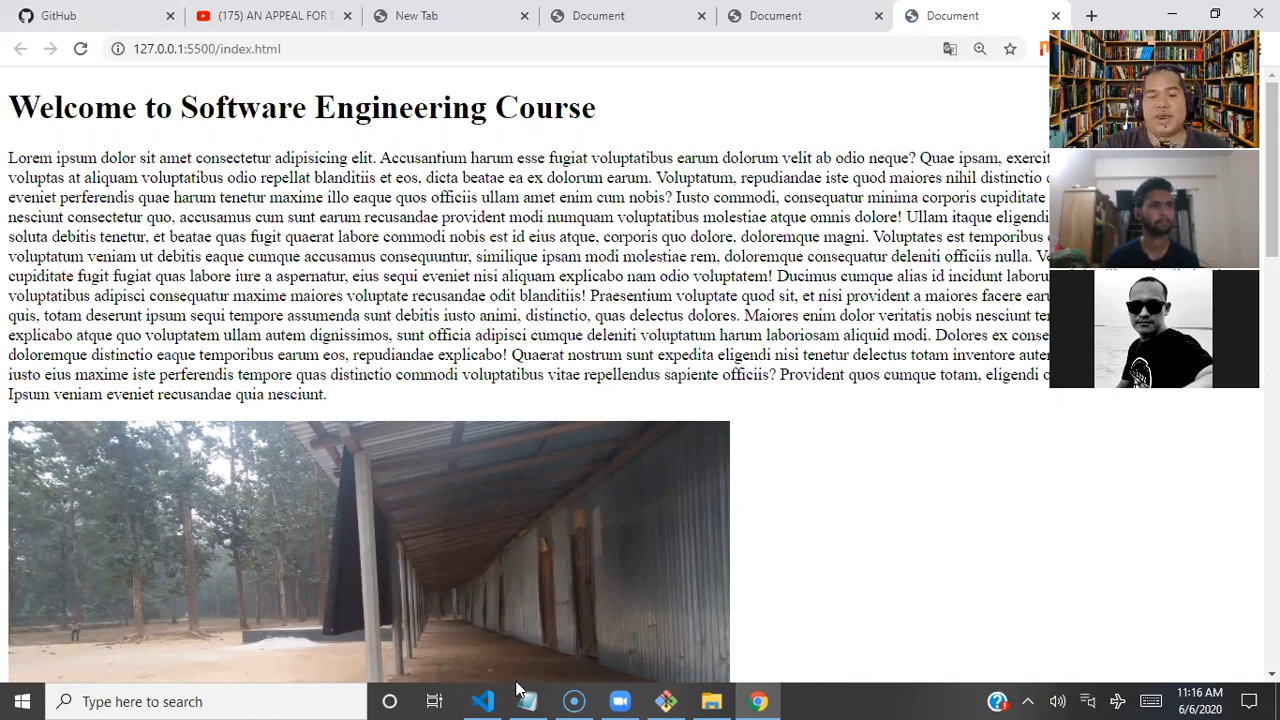 GitHub
(175) AN APPEAL FOR
New Tab
Document
Document
Document
127.0.0.1:5500/index.html
Welcome to Software Engineering Course
Lorem ipsum dolor sit amet consectetur adipisicing elit. Accusantium harum esse fugiat voluptatibus earum dolorum velit ab odio neque? Quae ipsam, exercit
voluptas at aliquam voluptatibus odio repellat blanditiis et eos, dicta beatae ea ex dolorum earum. Voluptatum, repudiandae iste quod maiores nihil distinctio
eveniet perferendis quae harum tenetur maxime illo eaque quos officiis ullam amet enim cum nobis? Iusto commodi, consequatur minima corporis cupiditate
nesciunt consectetur quo, accusamus cum sunt earum recusandae provident modi numquam voluptatibus molestiae atque omnis dolore! Ullam itaque eligendi
soluta debitis tenetur, et beatae quas fugit quaerat labore commodi nobis est id eius atque, corporis quo dolore, doloremque magni. Voluptates est temporibus
voluptatum veniam ut debitis eaque cumque accusamus consequuntur, similique ipsam modi molestiae rem, doloremque consequatur deleniti officiis nulla. Ve
cupiditate fugit fugiat quas labore iure a aspernatur, eos sequi eveniet nisi aliquam explicabo nam odio voluptatem! Ducimus cumque alias id incidunt laboru
voluptatibus adipisci consequatur maxime maiores voluptate recusandae odit blanditiis! Praesentium voluptate quod sit, et nisi provident a maiores facere earu
quis, totam deserunt ipsum sequi tempore assumenda sunt debitis iusto animi, distinctio, quas delectus dolores. Maiores enim dolor veritatis nobis nesciunt ten
explicabo atque quo voluptatem ullam autem dignissimos, sunt officia adipisci cumque deleniti voluptatum harum laboriosam aliquid modi. Dolores ex conse
doloremque distinctio eaque temporibus earum eos, repudiandae explicabo! Quaerat nostrum sunt expedita eligendi nisi tenetur delectus totam inventore auten
iusto eius maxime iste perferendis tempore quas distinctio commodi voluptatibus vitae repellendus sapiente officiis? Provident quos cumque totam, eligendi c
Ipsum veniam eveniet recusandae quia nesciunt.
Type here to search
11:16 AM
6/6/2020